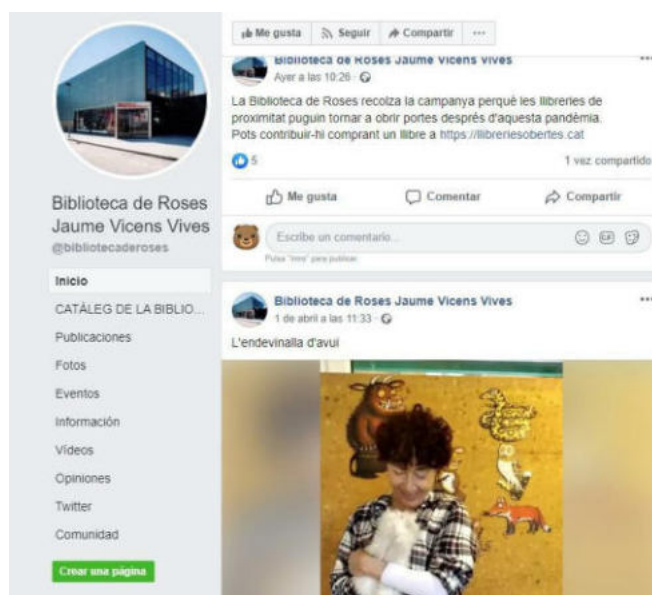 Me gusta
Seguir
Compartir
Biblioteca de Roses Jaume Vicens Vives
Ayer a las 10:26
La Biblioteca de Roses recolza la campanya perquè les llibreries de
proximitat puguin tornar a obrir portes després d'aquesta pandèmia.
Pots contribuir-hi comprant un llibre a https://llibreriesobertes.cat
5
1 vez compartido
Me gusta
Comentar
Compartir
Escribe un comentario...
GIF
Pulsa "Intro" para publicar.
Biblioteca de Roses
Jaume Vicens Vives
@bibliotecaderoses
Inicio
CATÀLEG DE LA BIBLIO...
Publicaciones
Fotos
Eventos
Información
Vídeos
Opiniones
Twitter
Comunidad
Crear una página
Biblioteca de Roses Jaume Vicens Vives
1 de abril a las 11:33
L'endevinalla d'avui